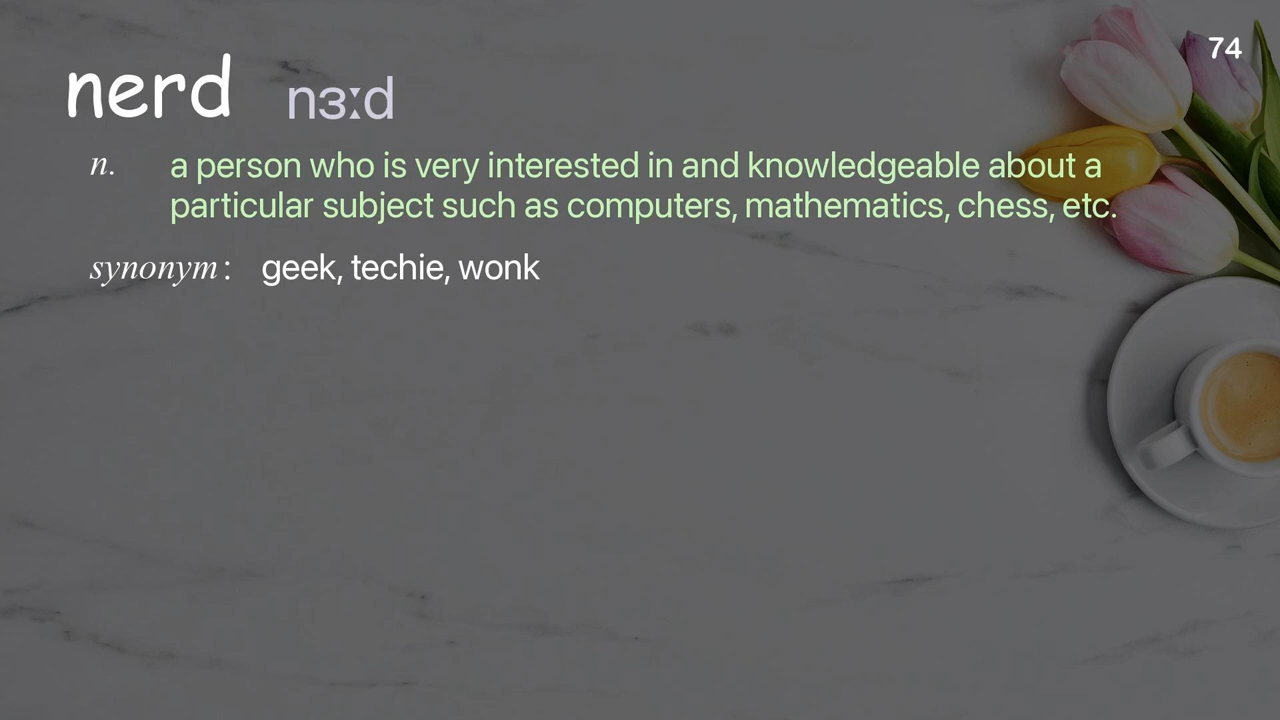 74
nerd nɜːd
n. a person who is very interested in and knowledgeable about a
particular subject such as computers, mathematics, chess, etc.
synonym: geek, techie, wonk